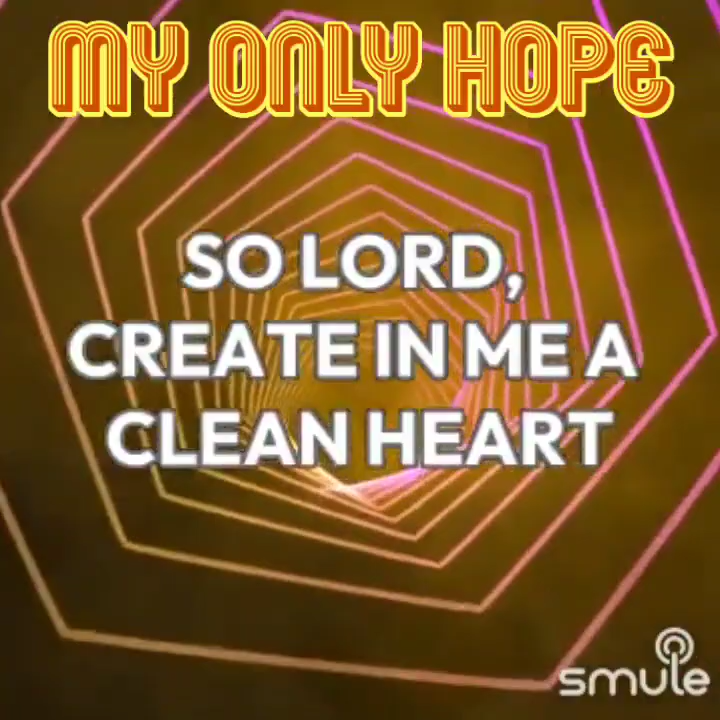 MY ONLY HOPE
SO LORD,
CREATE IN ME A
CLEAN HEART
smule